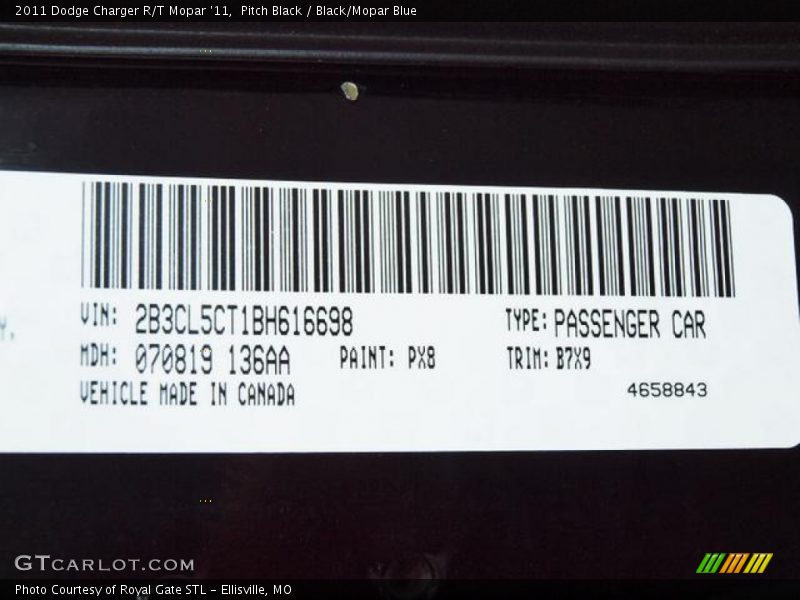 2011 Dodge Charger R/T Mopar '11,  Pitch Black / Black/Mopar Blue
VIN: 2B3CL5CT1BH616698 TYPE: PASSENGER CAR
MDH: 070819 136AA PAINT: PX8 TRIM: B7X9
VEHICLE MADE IN CANADA 4658843
GTCARLOT.COM
Photo Courtesy of Royal Gate STL - Ellisville, MO